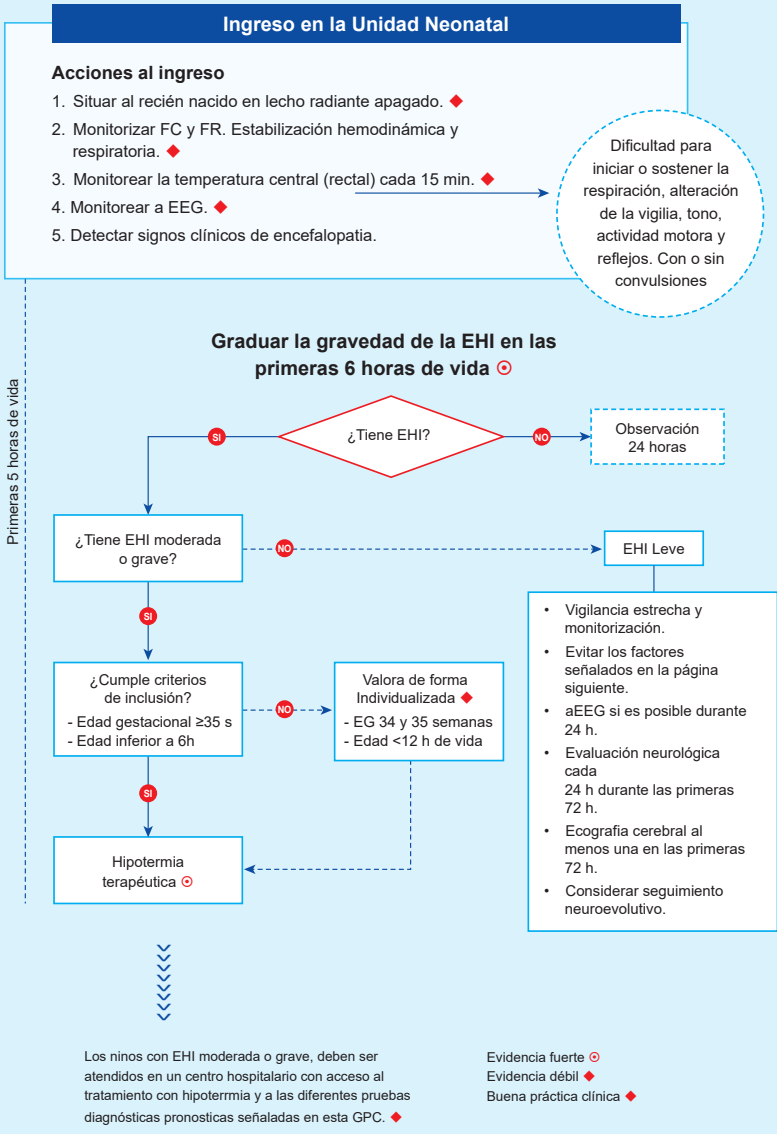 Ingreso en la Unidad Neonatal
Acciones al ingreso
1. Situar al recién nacido en lecho radiante apagado. ◆
2. Monitorizar FC y FR. Estabilización hemodinámica y
respiratoria. ◆
3. Monitorear la temperatura central (rectal) cada 15 min. ◆
4. Monitorear a EEG. ◆
5. Detectar signos clínicos de encefalopatia.
Dificultad para
iniciar o sostener la
respiración, alteración
de la vigilia, tono,
actividad motora y
reflejos. Con o sin
convulsiones
Primeras 5 horas de vida
Graduar la gravedad de la EHI en las
primeras 6 horas de vida ⊙
¿Tiene EHI?
SI
NO
Observación
24 horas
¿Tiene EHI moderada
o grave?
NO
EHI Leve
SI
• Vigilancia estrecha y
monitorización.
• Evitar los factores
señalados en la página
siguiente.
• aEEG si es posible durante
24 h.
• Evaluación neurológica
cada
24 h durante las primeras
72 h.
• Ecografia cerebral al
menos una en las primeras
72 h.
• Considerar seguimiento
neuroevolutivo.
¿Cumple criterios
de inclusión?
- Edad gestacional ≥35 s
- Edad inferior a 6h
NO
Valora de forma
Individualizada ◆
- EG 34 y 35 semanas
- Edad <12 h de vida
SI
Hipotermia
terapéutica ⊙
Los ninos con EHI moderada o grave, deben ser
atendidos en un centro hospitalario con acceso al
tratamiento con hipoterrmia y a las diferentes pruebas
diagnósticas pronosticas señaladas en esta GPC. ◆
Evidencia fuerte ⊙
Evidencia débil ◆
Buena práctica clínica ◆